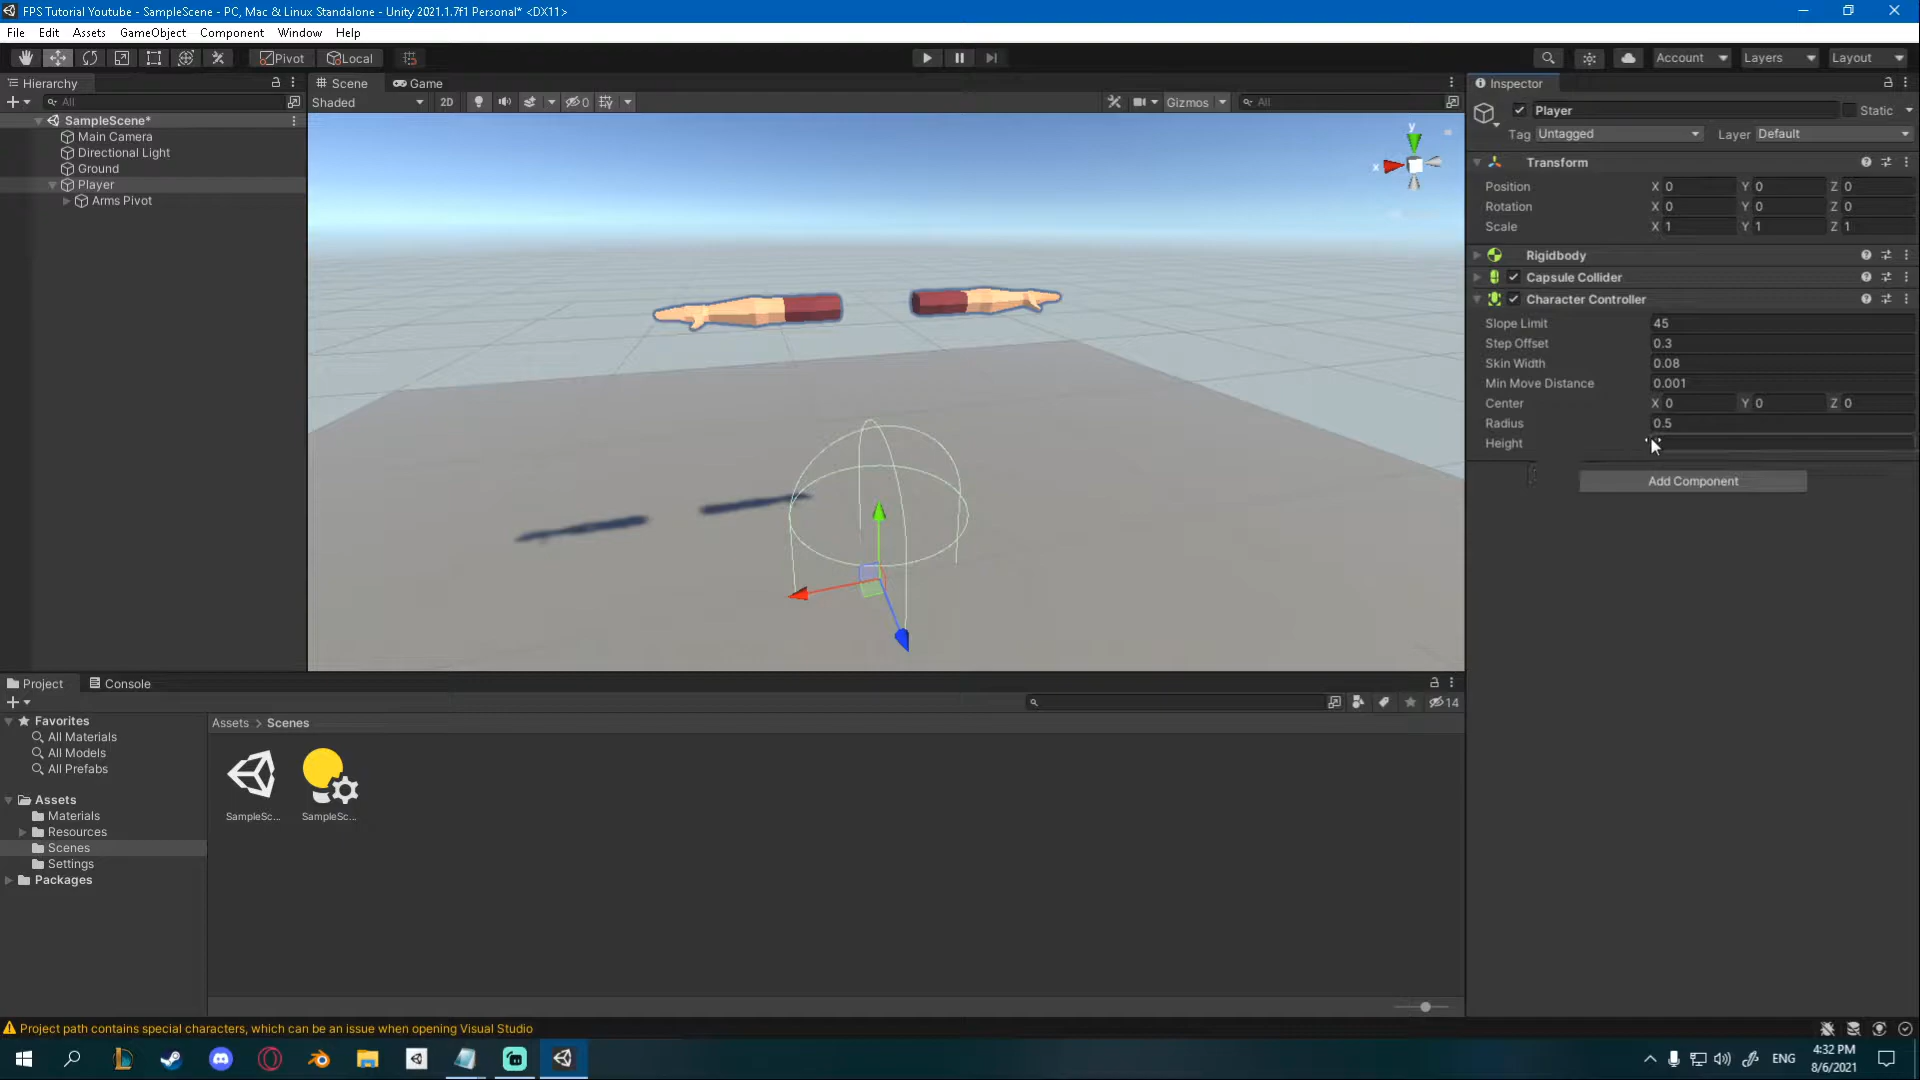 FPS Tutorial Youtube - SampleScene - PC, Mac & Linux Standalone - Unity 2021.1.7f1 Personal* <DX11>
File Edit Assets GameObject Component Window Help
Pivot Local Account Layers Layout
Hierarchy Scene Game Inspector
All Shaded 2D 0 Gizmos All
Player Static
SampleScene*
Main Camera
Directional Light
Ground
Player
Arms Pivot
y
x
Tag Untagged Layer Default
Transform
Position X 0 Y 0 Z 0
Rotation X 0 Y 0 Z 0
Scale X 1 Y 1 Z 1
Rigidbody
Capsule Collider
Character Controller
Slope Limit 45
Step Offset 0.3
Skin Width 0.08
Min Move Distance 0.001
Center X 0 Y 0 Z 0
Radius 0.5
Height
Add Component
Project Console
14
Favorites
All Materials
All Models
All Prefabs
Assets
Materials
Resources
Scenes
Settings
Packages
Assets > Scenes
SampleSc... SampleSc...
Project path contains special characters, which can be an issue when opening Visual Studio
ENG
4:32 PM
8/6/2021